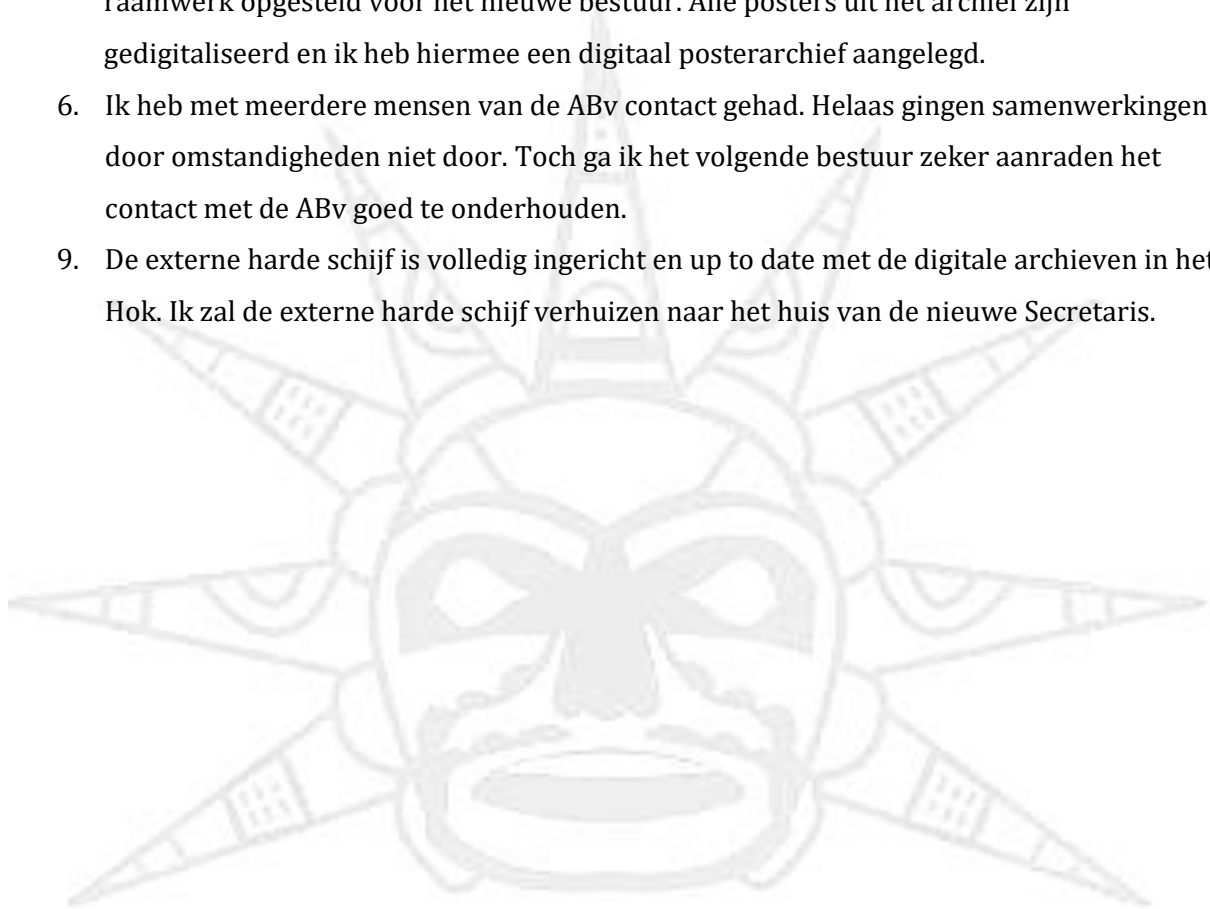 raamwerk opgesteld voor het nieuwe bestuur. Alle posters uit het archief zijn
gedigitaliseerd en ik heb hiermee een digitaal posterarchief aangelegd.
6. Ik heb met meerdere mensen van de ABv contact gehad. Helaas gingen samenwerkingen
door omstandigheden niet door. Toch ga ik het volgende bestuur zeker aanraden het
contact met de ABv goed te onderhouden.
9. De externe harde schijf is volledig ingericht en up to date met de digitale archieven in het
Hok. Ik zal de externe harde schijf verhuizen naar het huis van de nieuwe Secretaris.